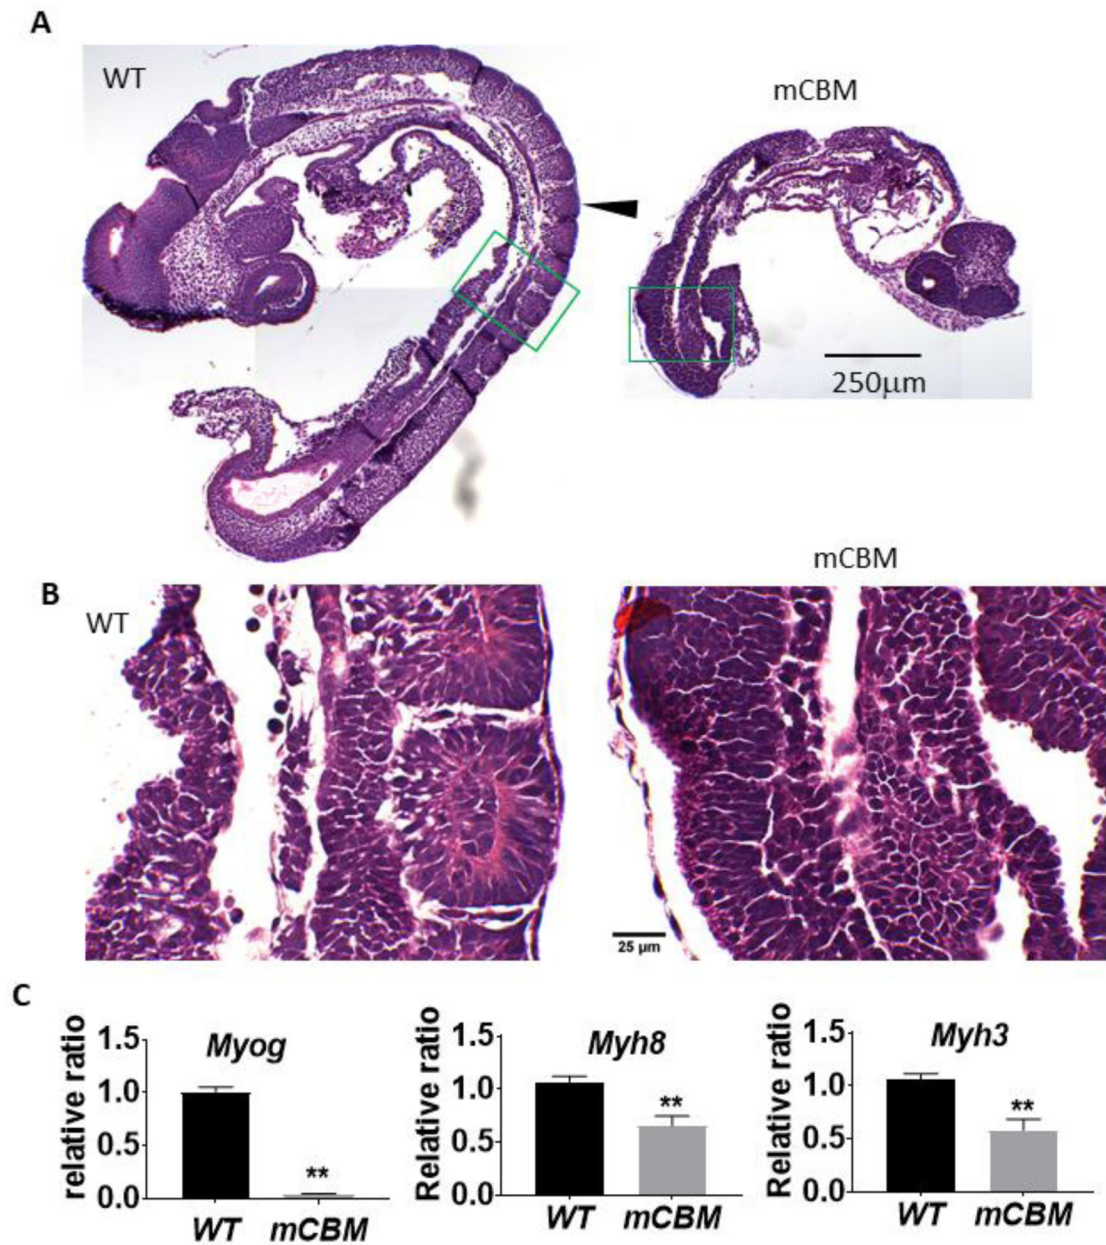 A
WT
mCBM
250μm
mCBM
B
WT
25 μm
C
relative ratio
1.5
1.0
0.5
0.0
Myog
**
WT mCBM
Relative ratio
1.5
1.0
0.5
0.0
Myh8
**
WT mCBM
Relative ratio
1.5
1.0
0.5
0.0
Myh3
**
WT mCBM